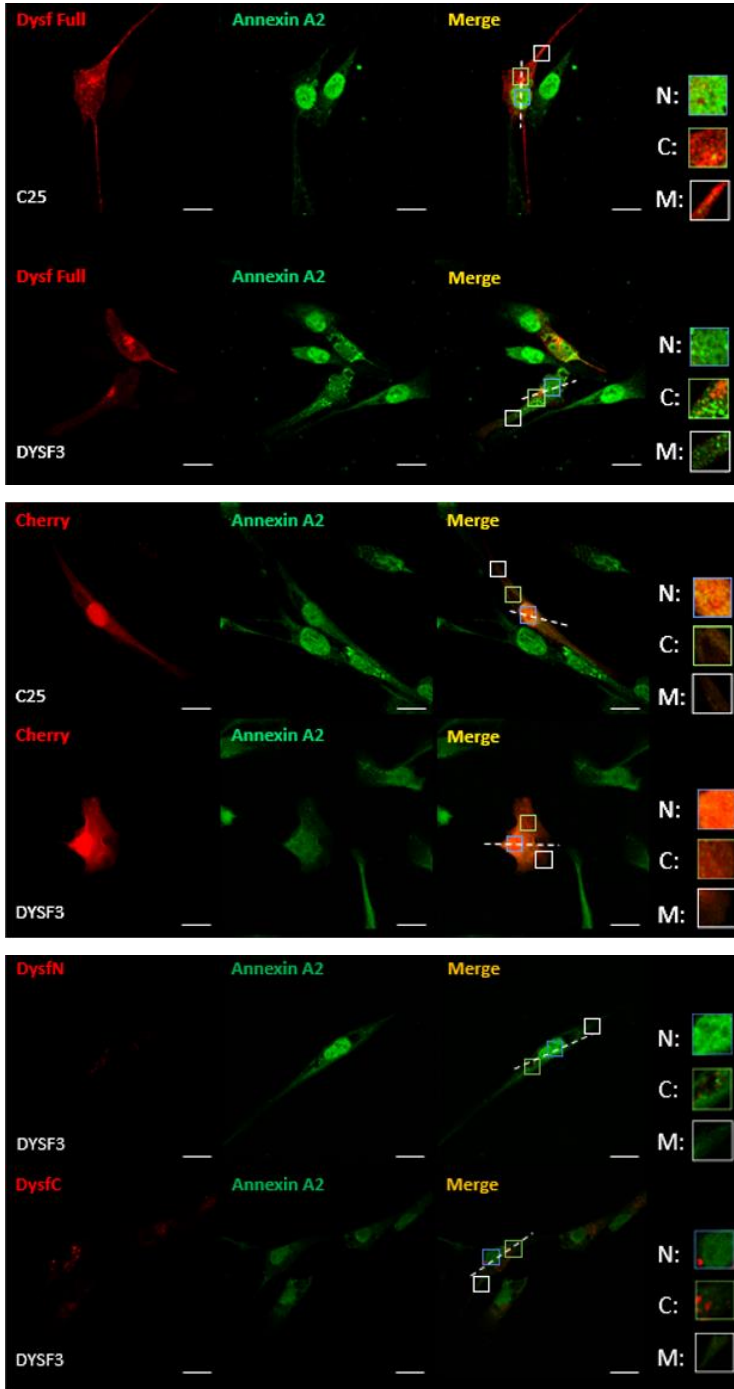 Dysf Full Annexin A2 Merge
N:
C:
M:
C25
Dysf Full Annexin A2 Merge
N:
C:
M:
DYSF3
Cherry Annexin A2 Merge
N:
C:
M:
C25
Cherry Annexin A2 Merge
N:
C:
M:
DYSF3
DysfN Annexin A2 Merge
N:
C:
M:
DYSF3
DysfC Annexin A2 Merge
N:
C:
M:
DYSF3